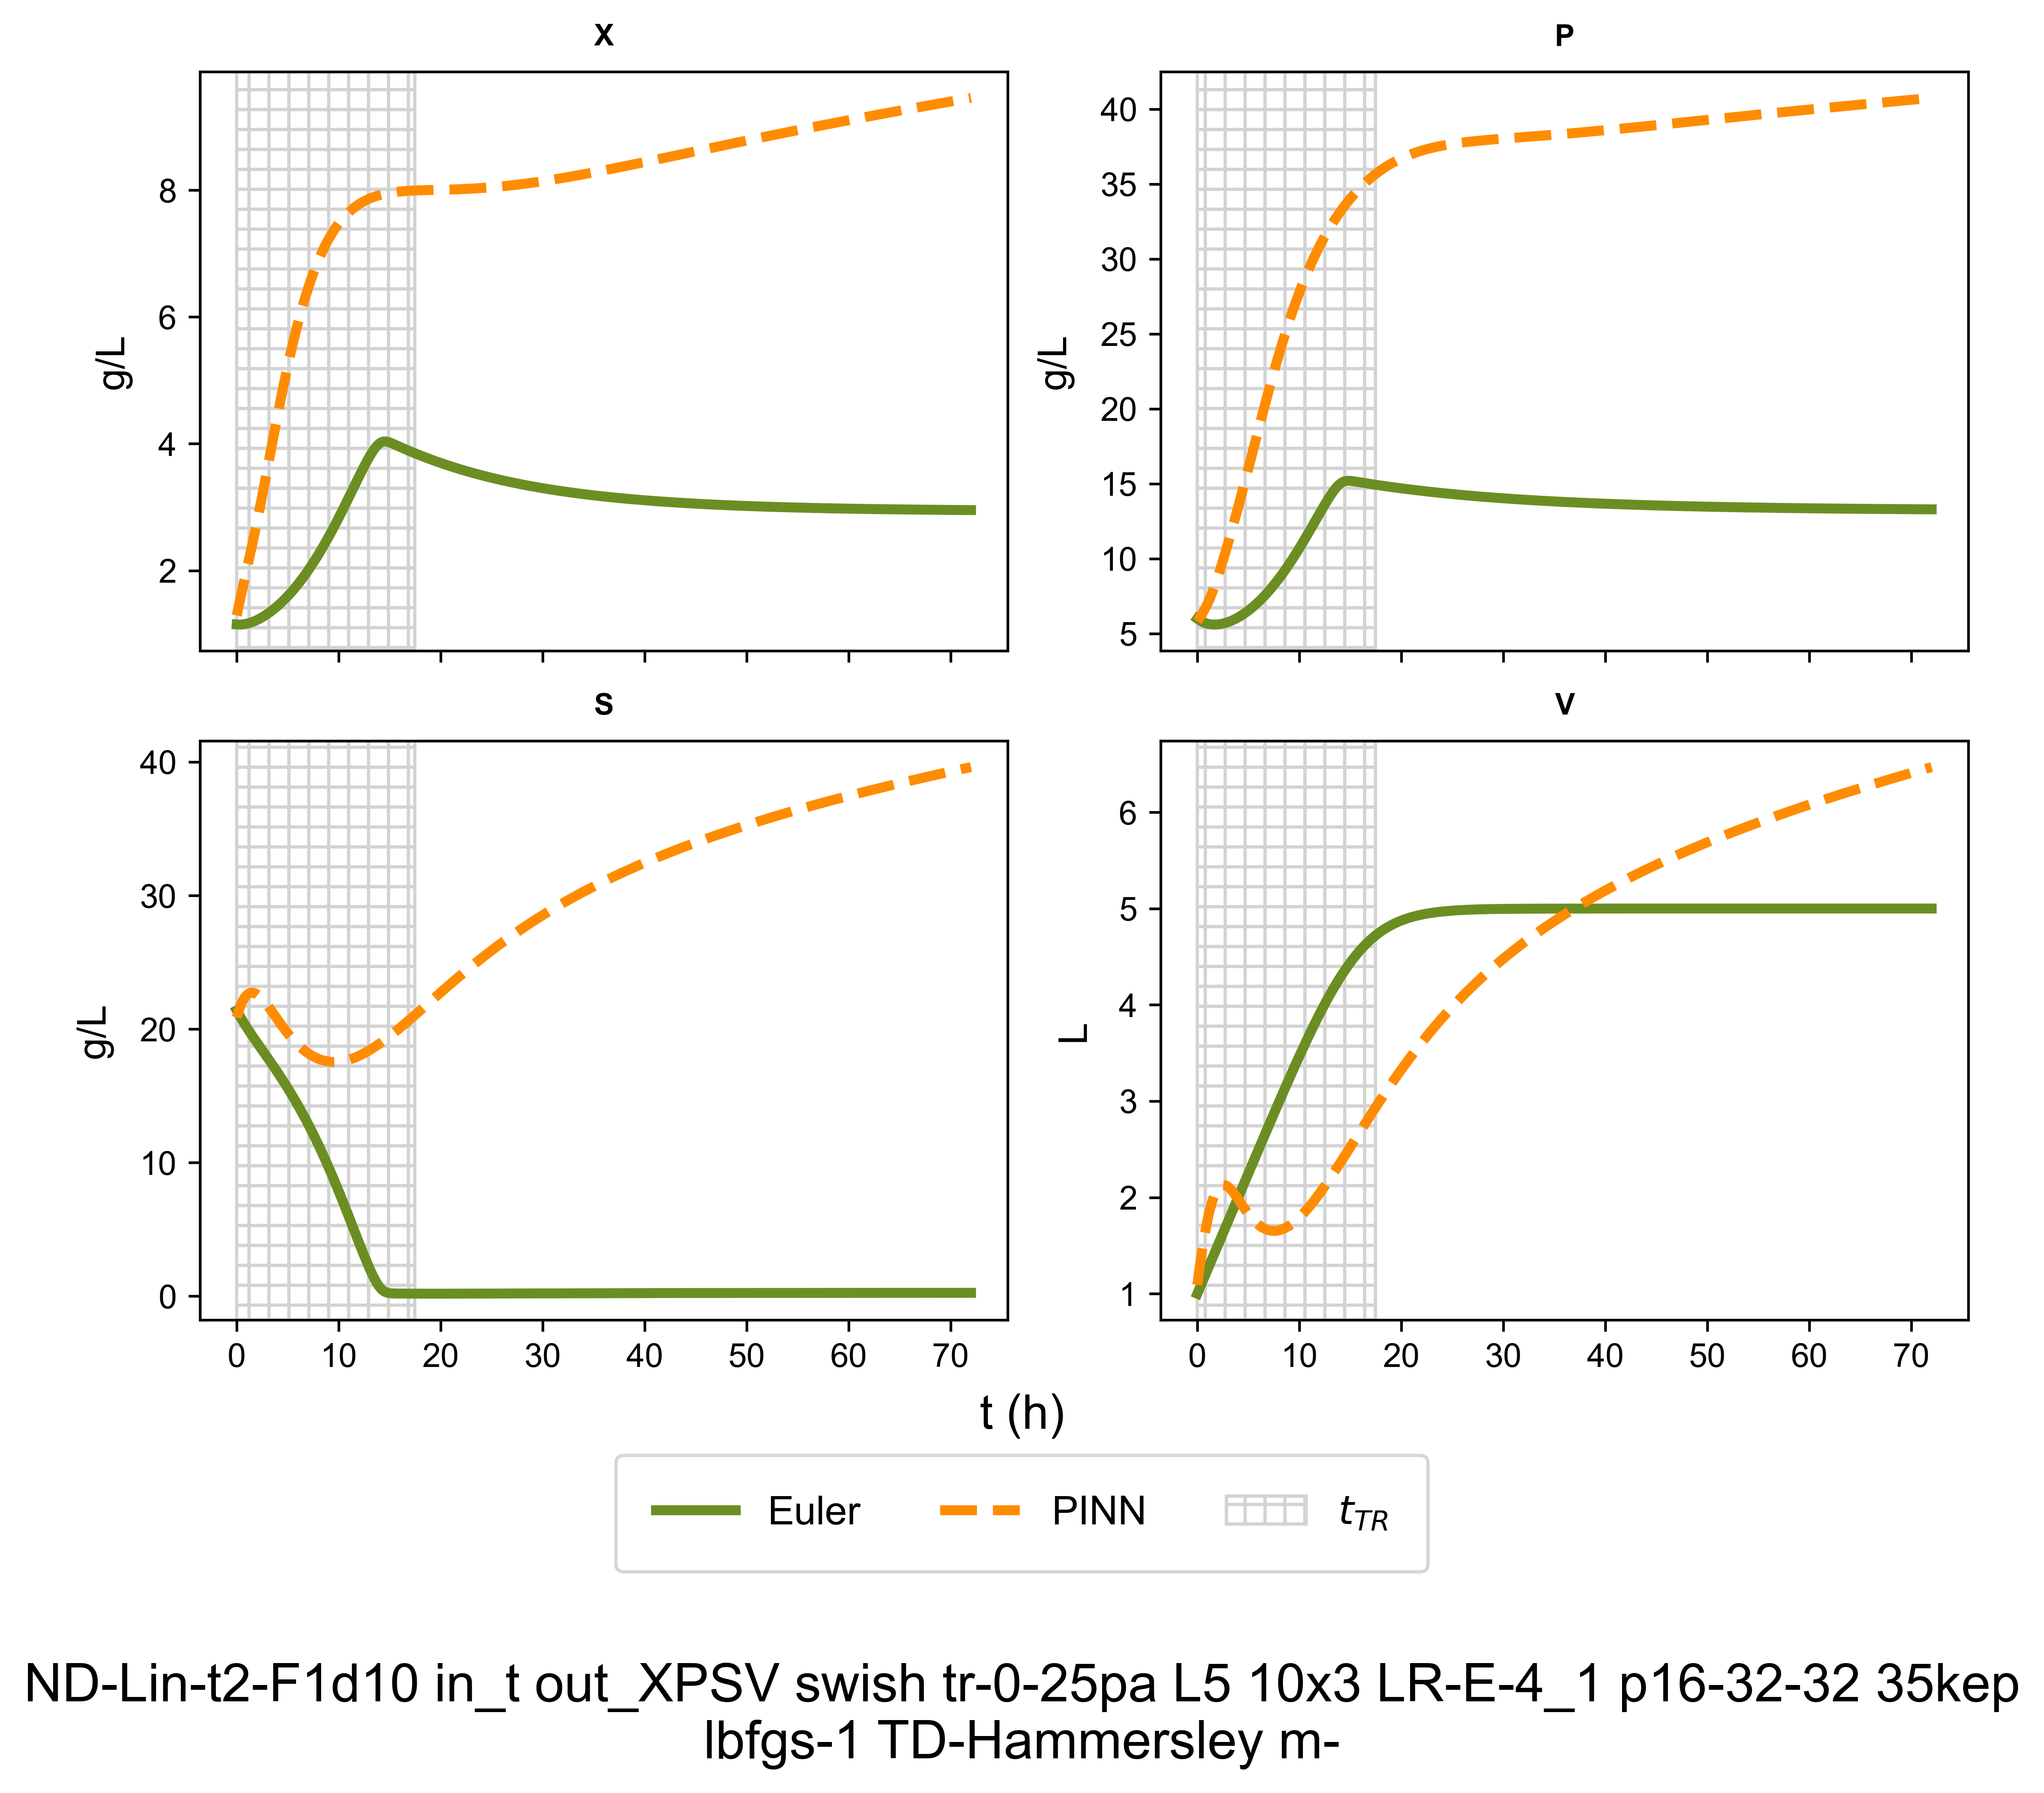 X
P
8
6
4
2
g/L
40
35
30
25
20
15
10
5
g/L
S
V
40
30
20
10
0
g/L
6
5
4
3
2
1
L
0 10 20 30 40 50 60 70
0 10 20 30 40 50 60 70
t (h)
Euler PINN t_TR
ND-Lin-t2-F1d10 in_t out_XPSV swish tr-0-25pa L5 10x3 LR-E-4_1 p16-32-32 35kep
lbfgs-1 TD-Hammersley m-